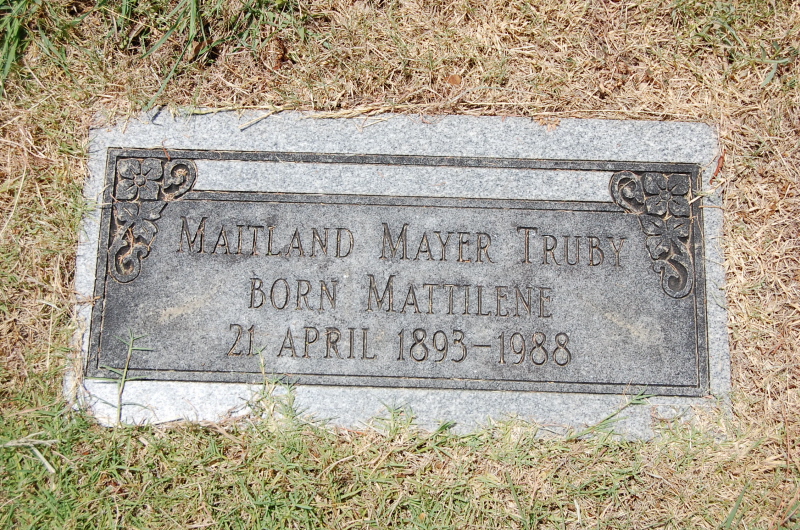 MAITLAND MAYER TRUBY
BORN MATTILENE
21 APRIL 1893-1988